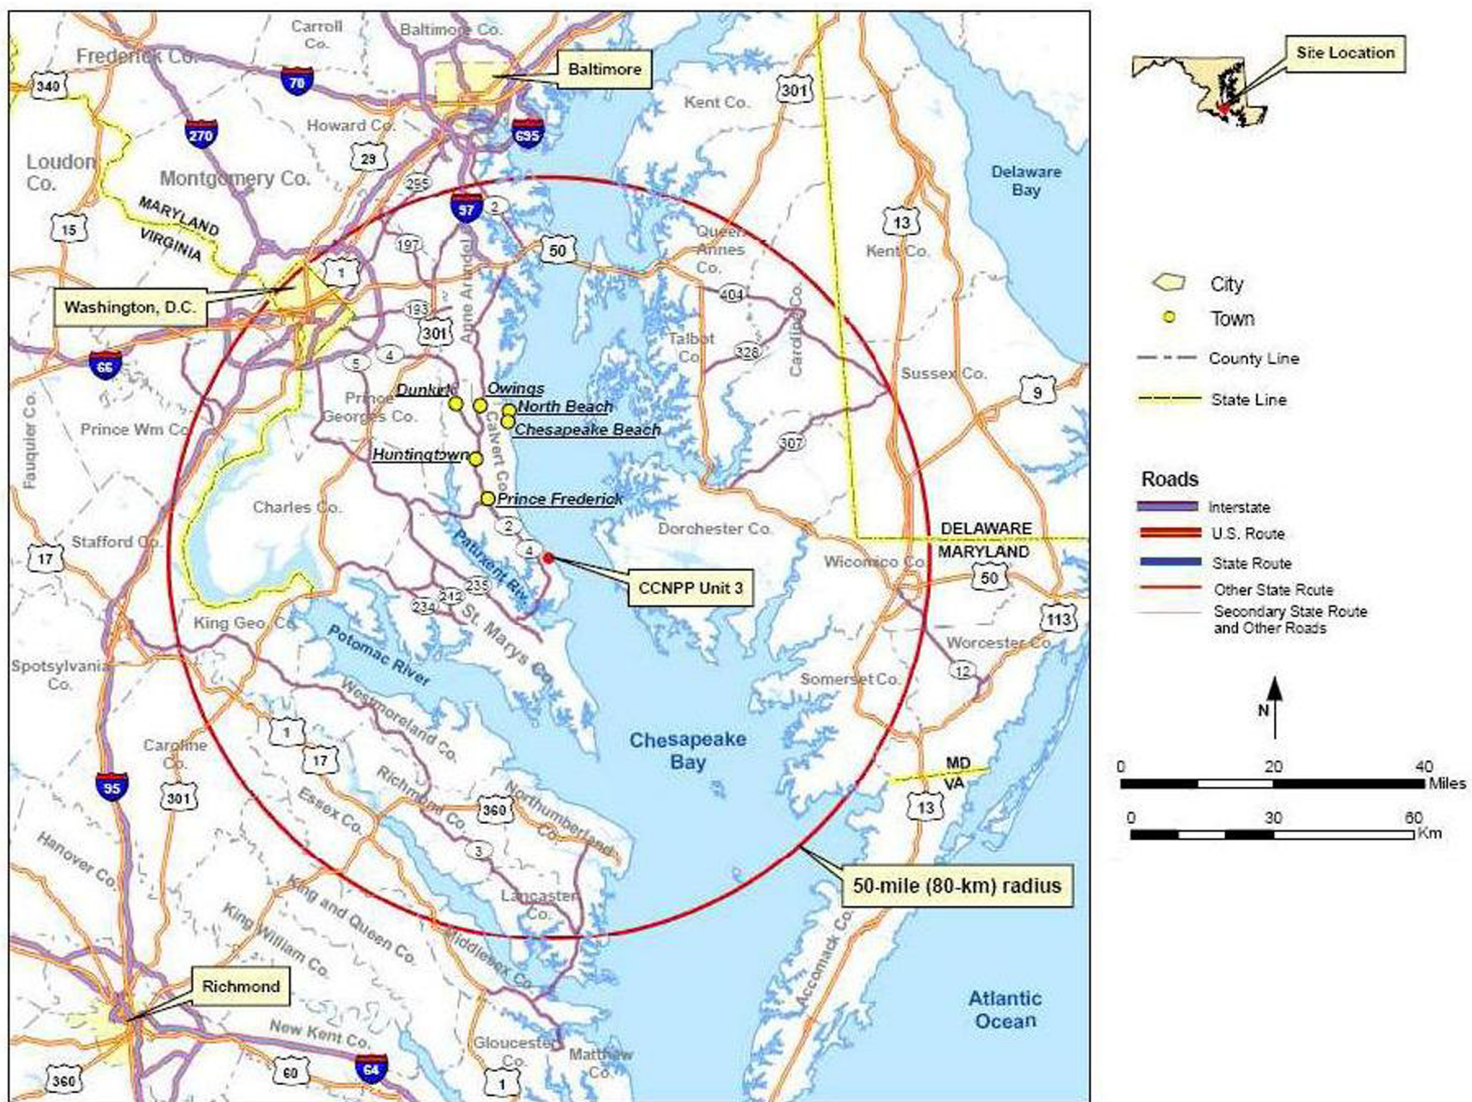 Carroll
Co.
Baltimore Co.
Frederick Co.
Baltimore
340
70
301
Kent Co.
Site Location
Howard Co.
270
695
29
Loudon
Co.
Montgomery Co.
295
Delaware
Bay
97
2
MARYLAND
VIRGINIA
15
197
50
13
Queen
Annes
Co.
Kent Co.
1
Anne Arundel
Washington, D.C.
193
404
301
City
Town
County Line
State Line
Caroline Co.
Talbot
Co.
328
66
5
4
Sussex Co.
9
Dunkirk
Owings
North Beach
Chesapeake Beach
Prince
Georges Co.
Calvert Co.
Fauquier Co.
Prince Wm Co.
307
Huntingtown
Prince Frederick
Charles Co.
2
4
Dorchester Co.
DELAWARE
MARYLAND
Roads
Interstate
U.S. Route
State Route
Other State Route
Secondary State Route
and Other Roads
Stafford Co.
17
Patuxent Riv.
Wicomico Co.
50
CCNPP Unit 3
235
242
234
St. Marys Co.
113
King Geo. Co.
Potomac River
Worcester Co.
12
Spotsylvania
Co.
Somerset Co.
Westmoreland Co.
N
1
17
Caroline
Co.
Chesapeake
Bay
MD
VA
0 20 40
Miles
0 30 60
Km
95
301
Richmond Co.
360
Northumberland
Co.
13
Essex Co.
3
Hanover Co.
50-mile (80-km) radius
Lancaster
Co.
King and Queen Co.
King William Co.
Middlesex Co.
Accomack Co.
Richmond
Atlantic
Ocean
New Kent Co.
Gloucester
Co.
Matthew
Co.
64
60
360
1